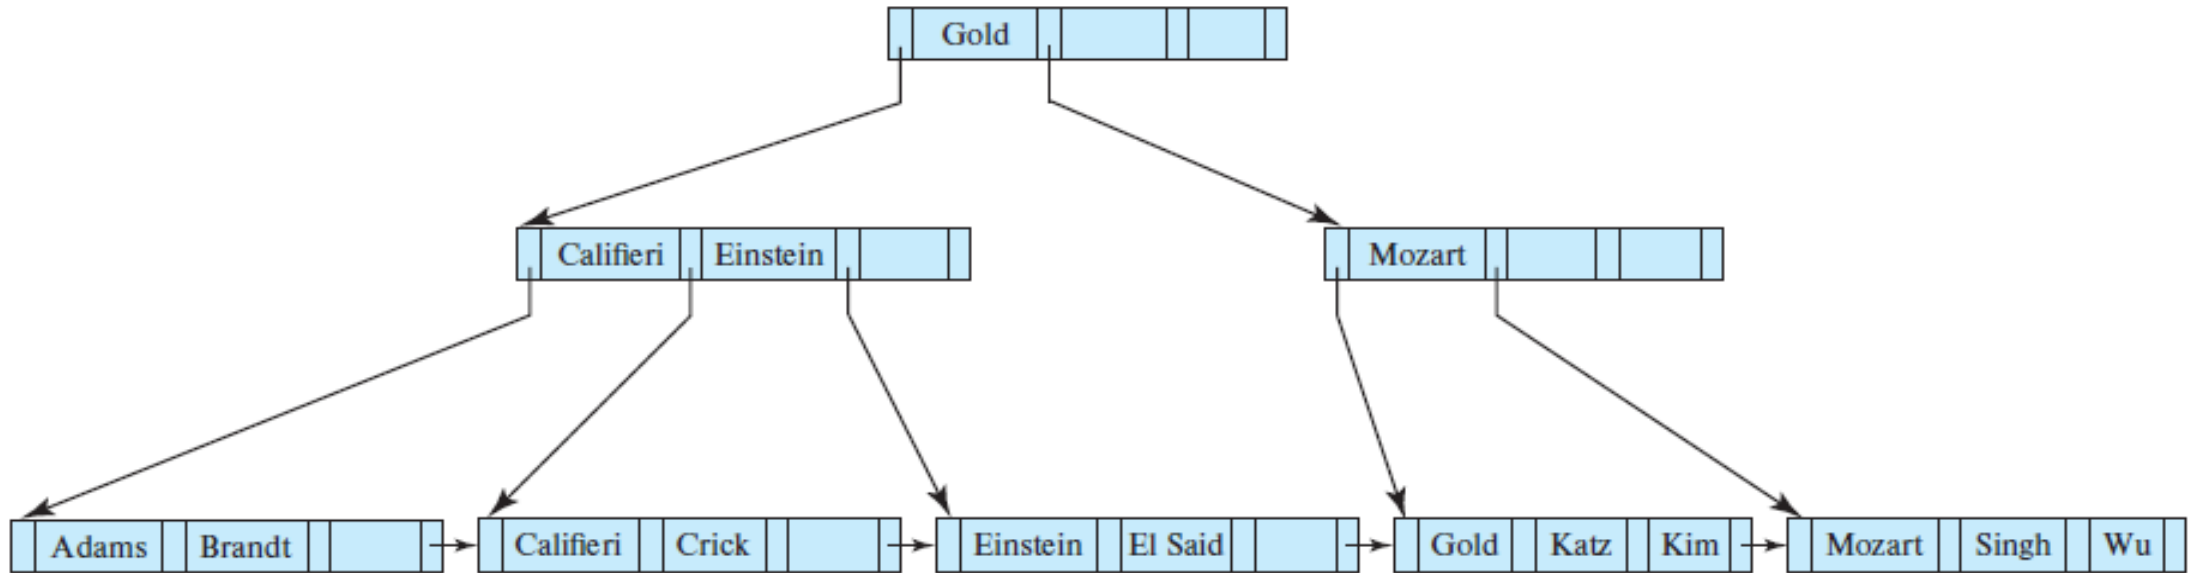 Gold
Califieri Einstein
Mozart
Adams Brandt
Califieri Crick
Einstein El Said
Gold Katz Kim
Mozart Singh Wu